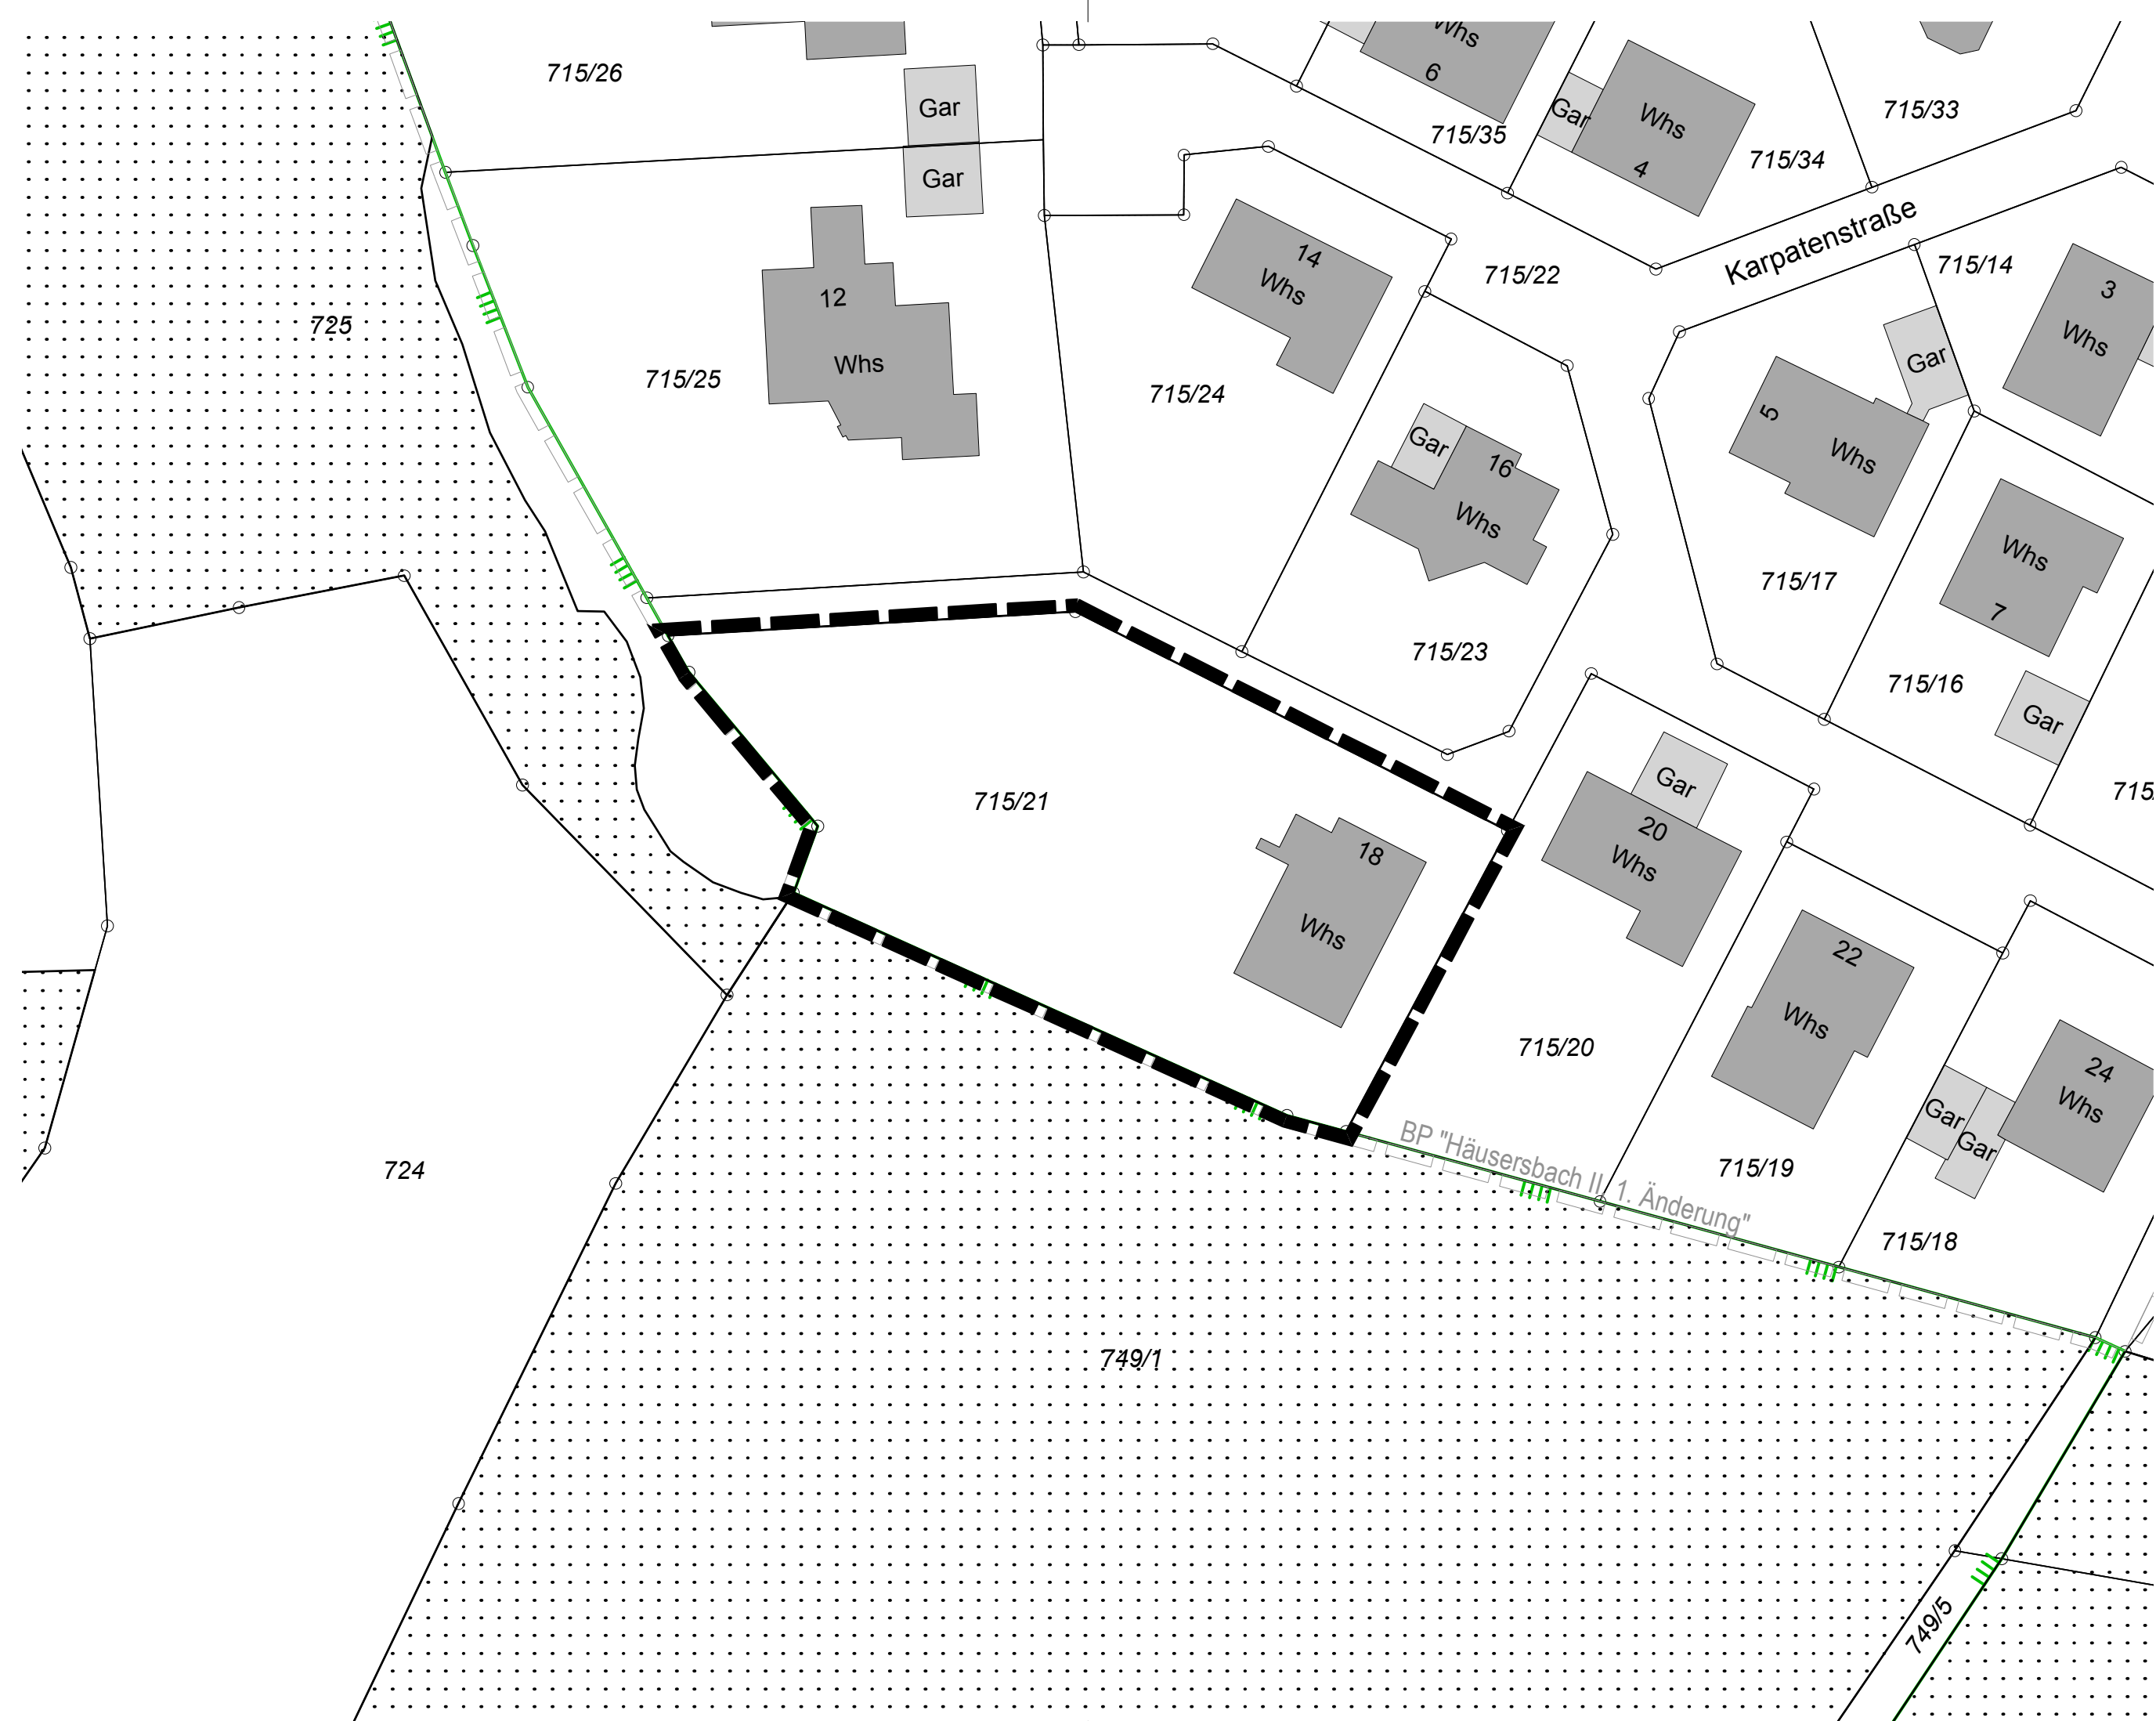 Whs
6
715/26
Gar
Gar
715/35
Whs
4
715/34
715/33
Gar
Karpatenstraße
14
Whs
715/22
715/14
3
Whs
12
Whs
725
715/25
715/24
Gar
5
Whs
Gar
16
Whs
Whs
7
715/17
715/23
715/16
Gar
715/21
Gar
20
Whs
715
18
Whs
22
Whs
715/20
24
Whs
Gar
Gar
BP "Häusersbach II, 1. Änderung"
724
715/19
715/18
749/1
749/5